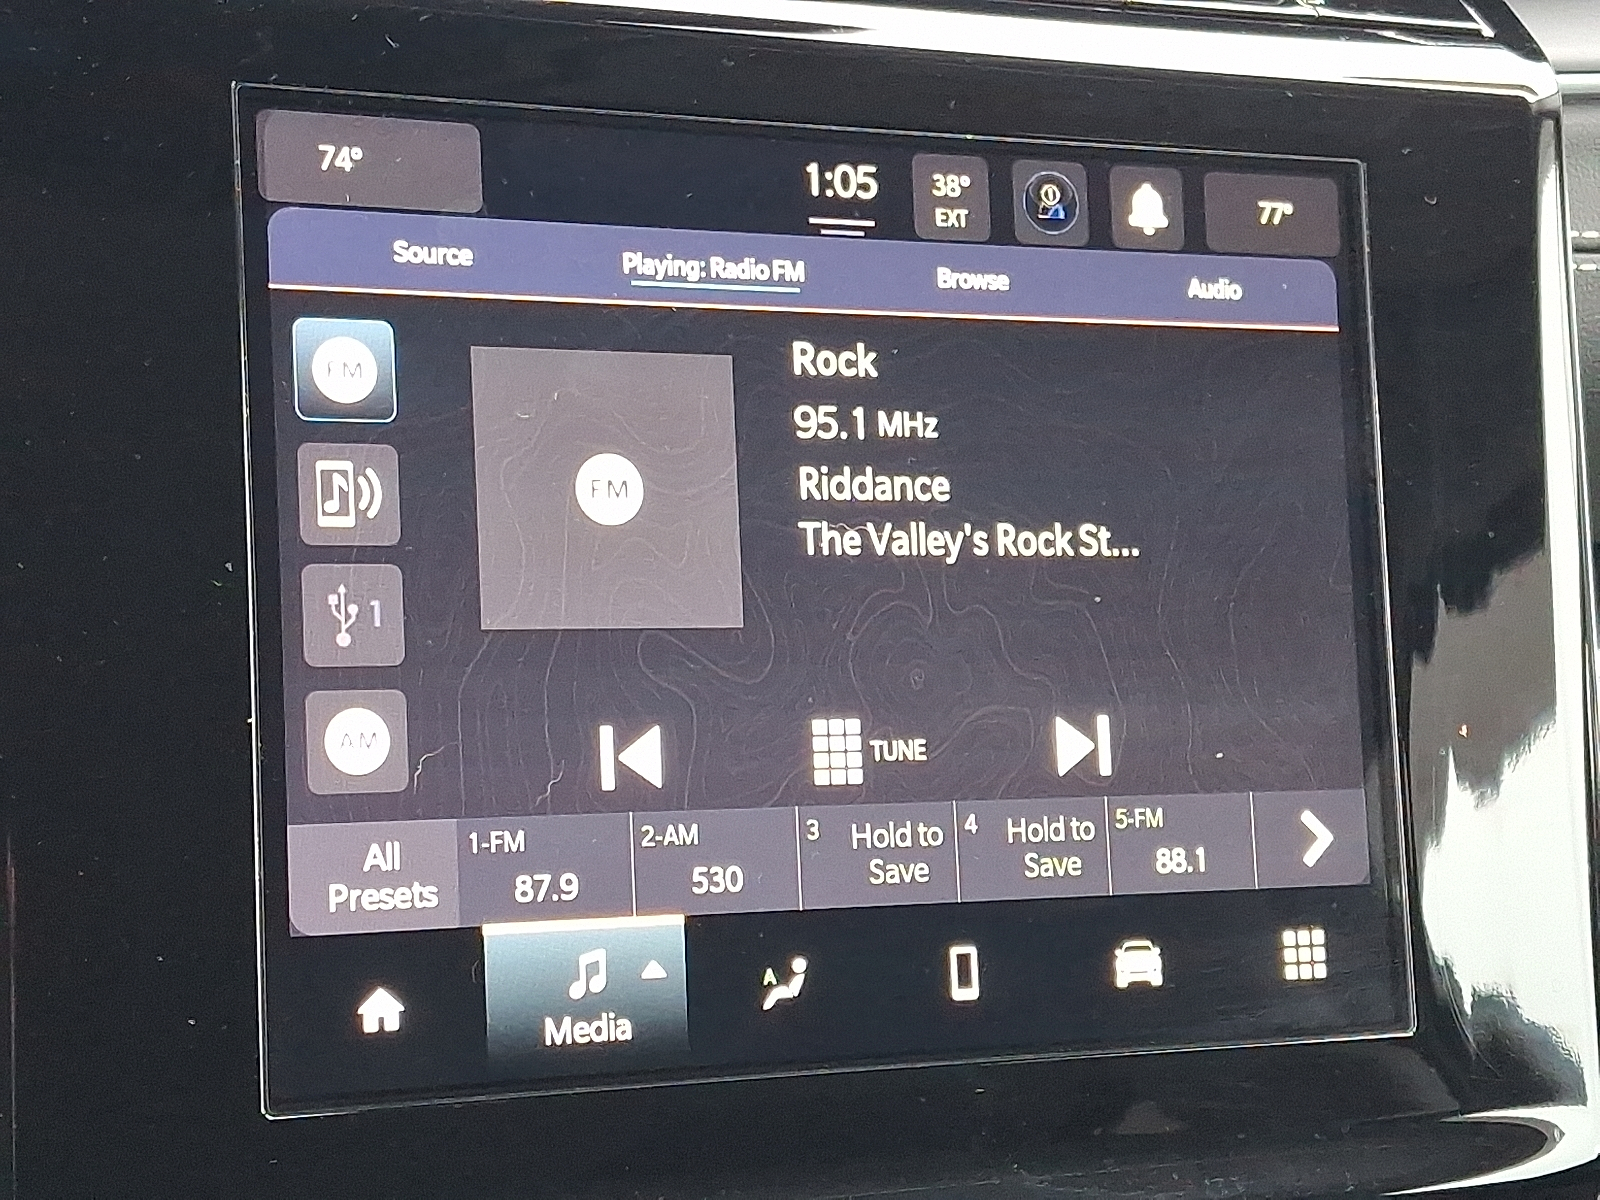 74°
1:05
38°
EXT
77°
Source
Playing: Radio FM
Browse
Audio
FM
FM
Rock
95.1 MHz
Riddance
The Valley's Rock St...
1
AM
TUNE
All
Presets
1-FM
87.9
2-AM
530
3
Hold to
Save
4
Hold to
Save
5-FM
88.1
A
Media